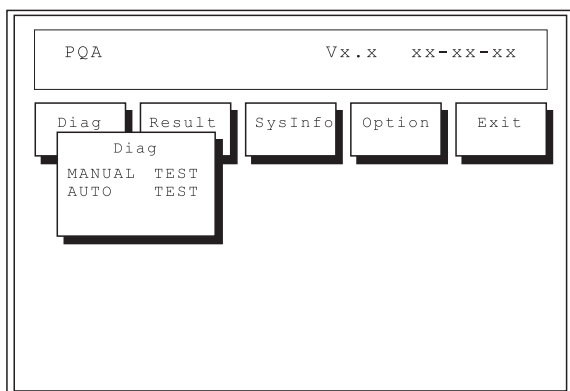 PQA Vx.x xx-xx-xx
Diag Result SysInfo Option Exit
Diag
MANUAL TEST
AUTO TEST